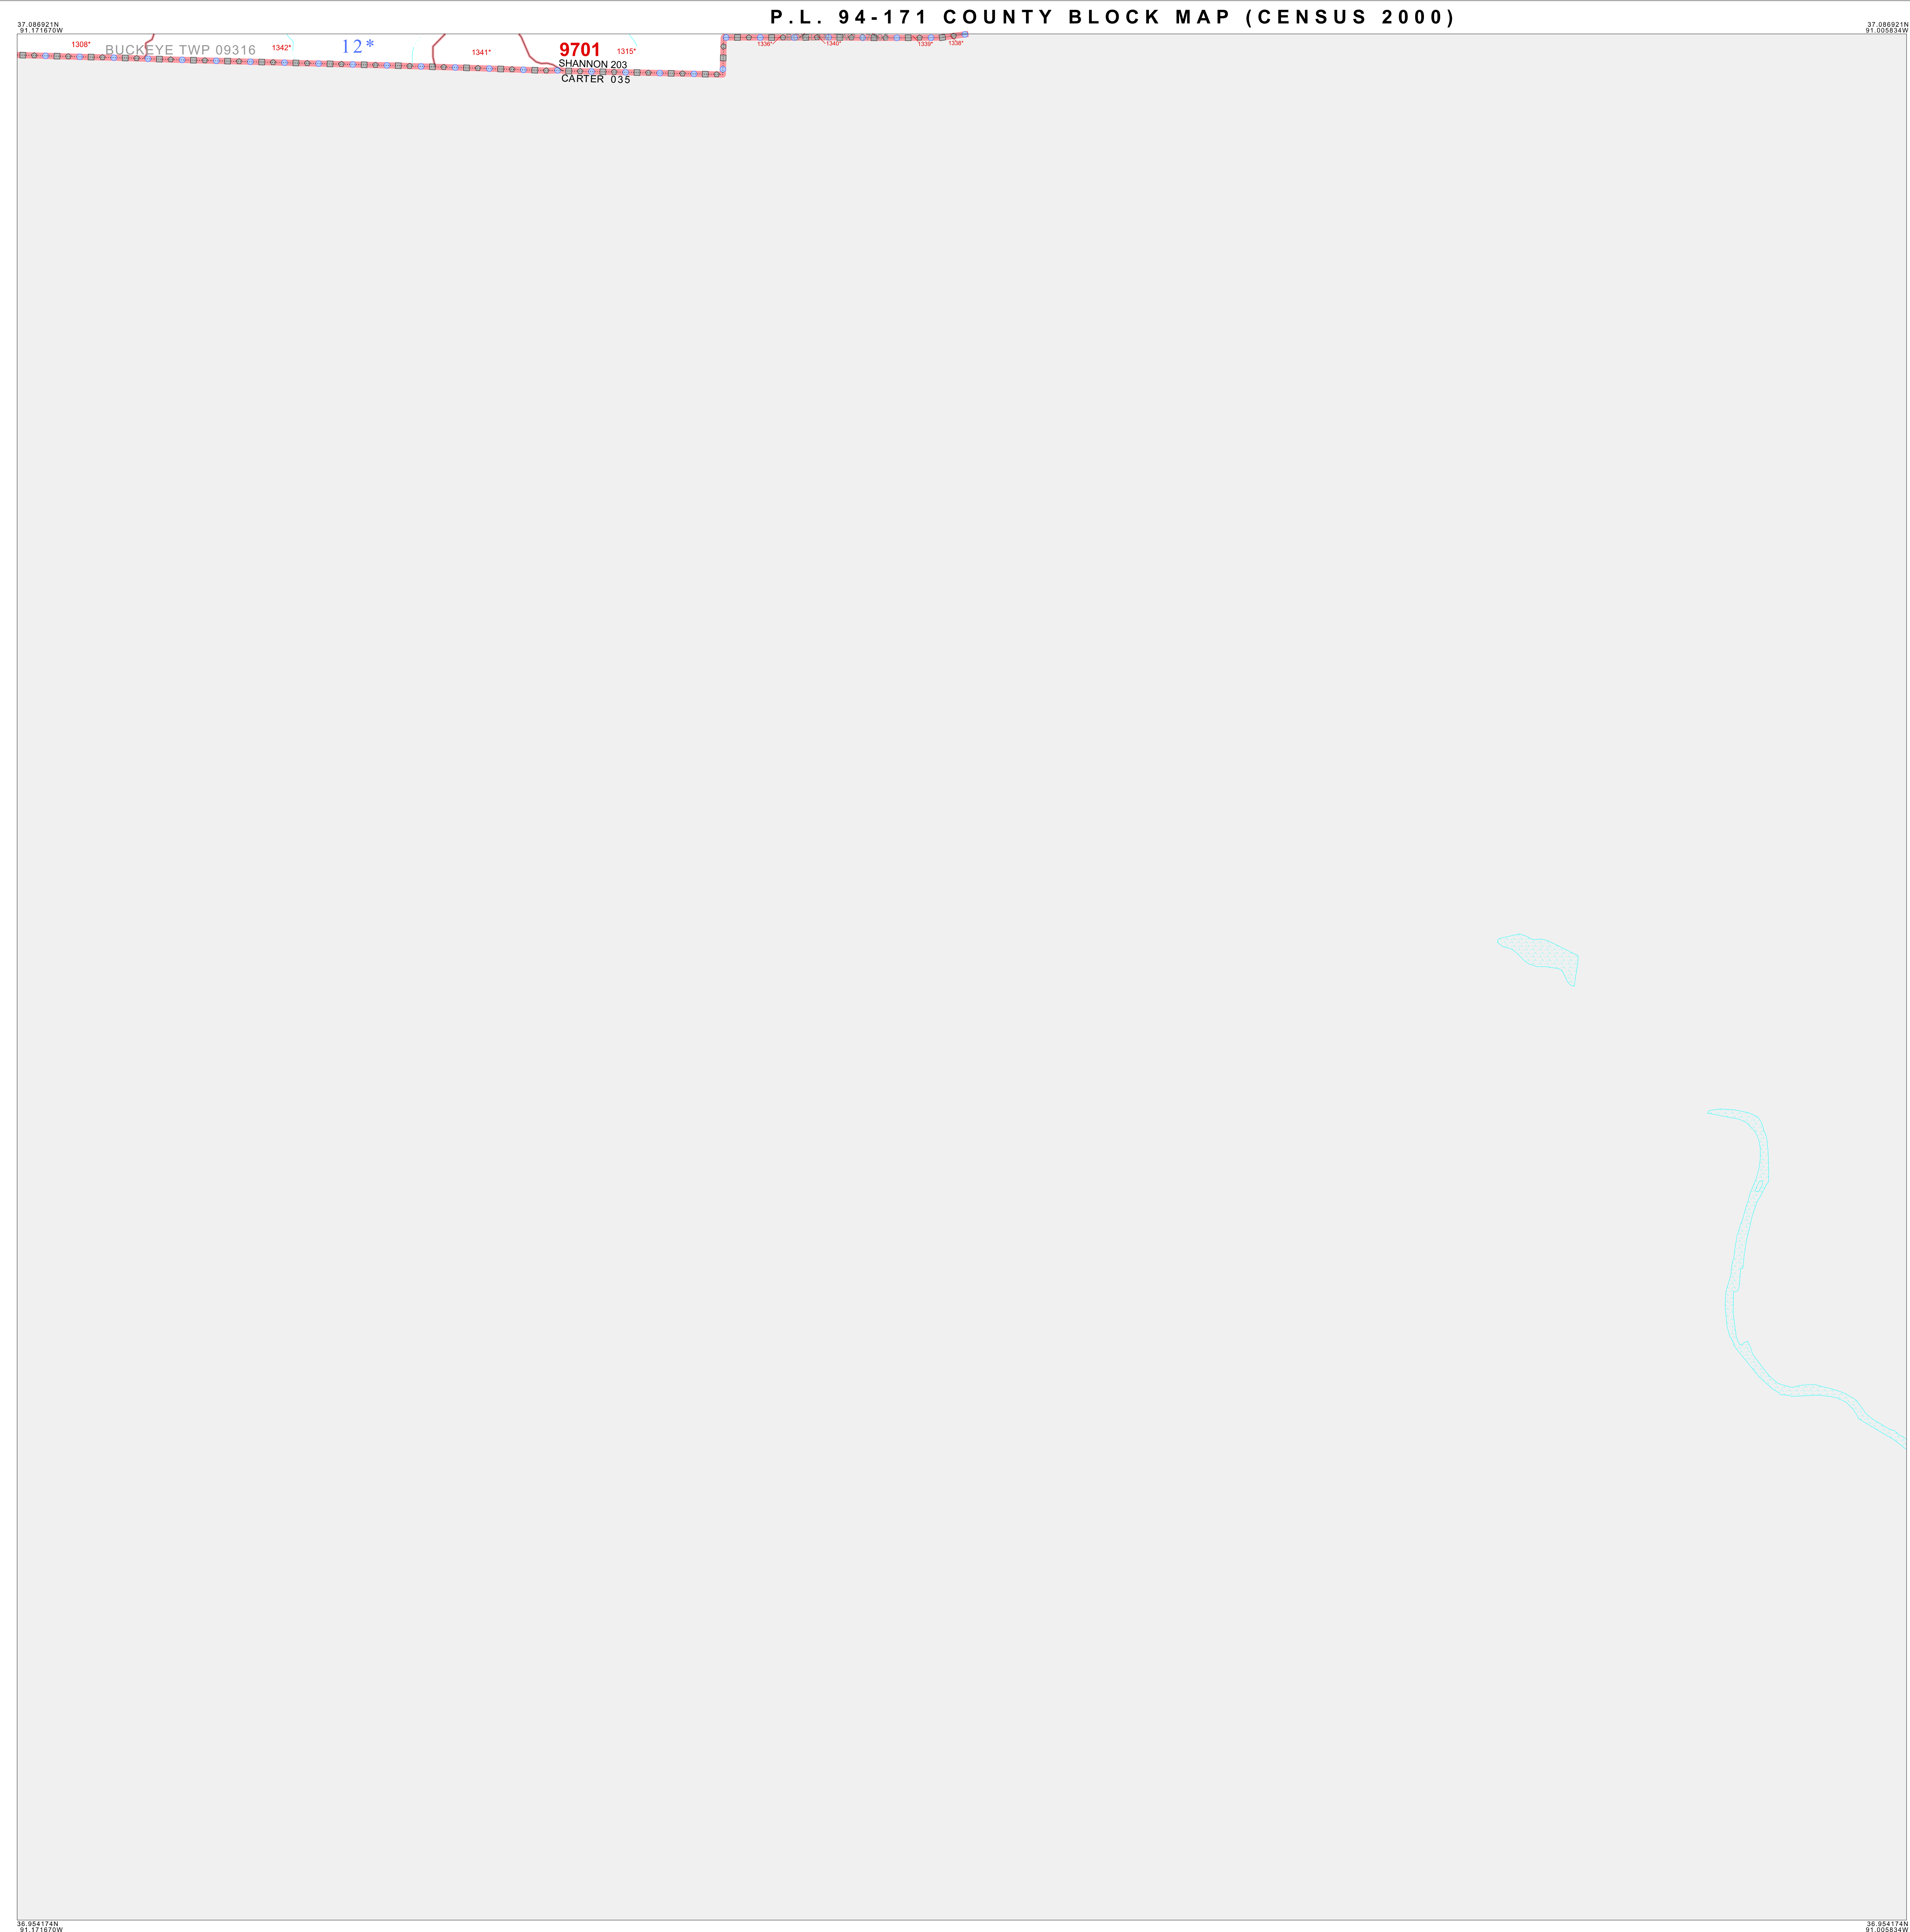 P.L. 94-171 COUNTY BLOCK MAP (CENSUS 2000)
37.086921N
91.171670W
37.086921N
91.005834W
1308*
BUCKEYE TWP 09316
1342*
12*
1341*
9701
1315*
SHANNON 203
CARTER 035
1336*
1340*
1339*
1338*
36.954174N
91.171670W
36.954174N
91.005834W